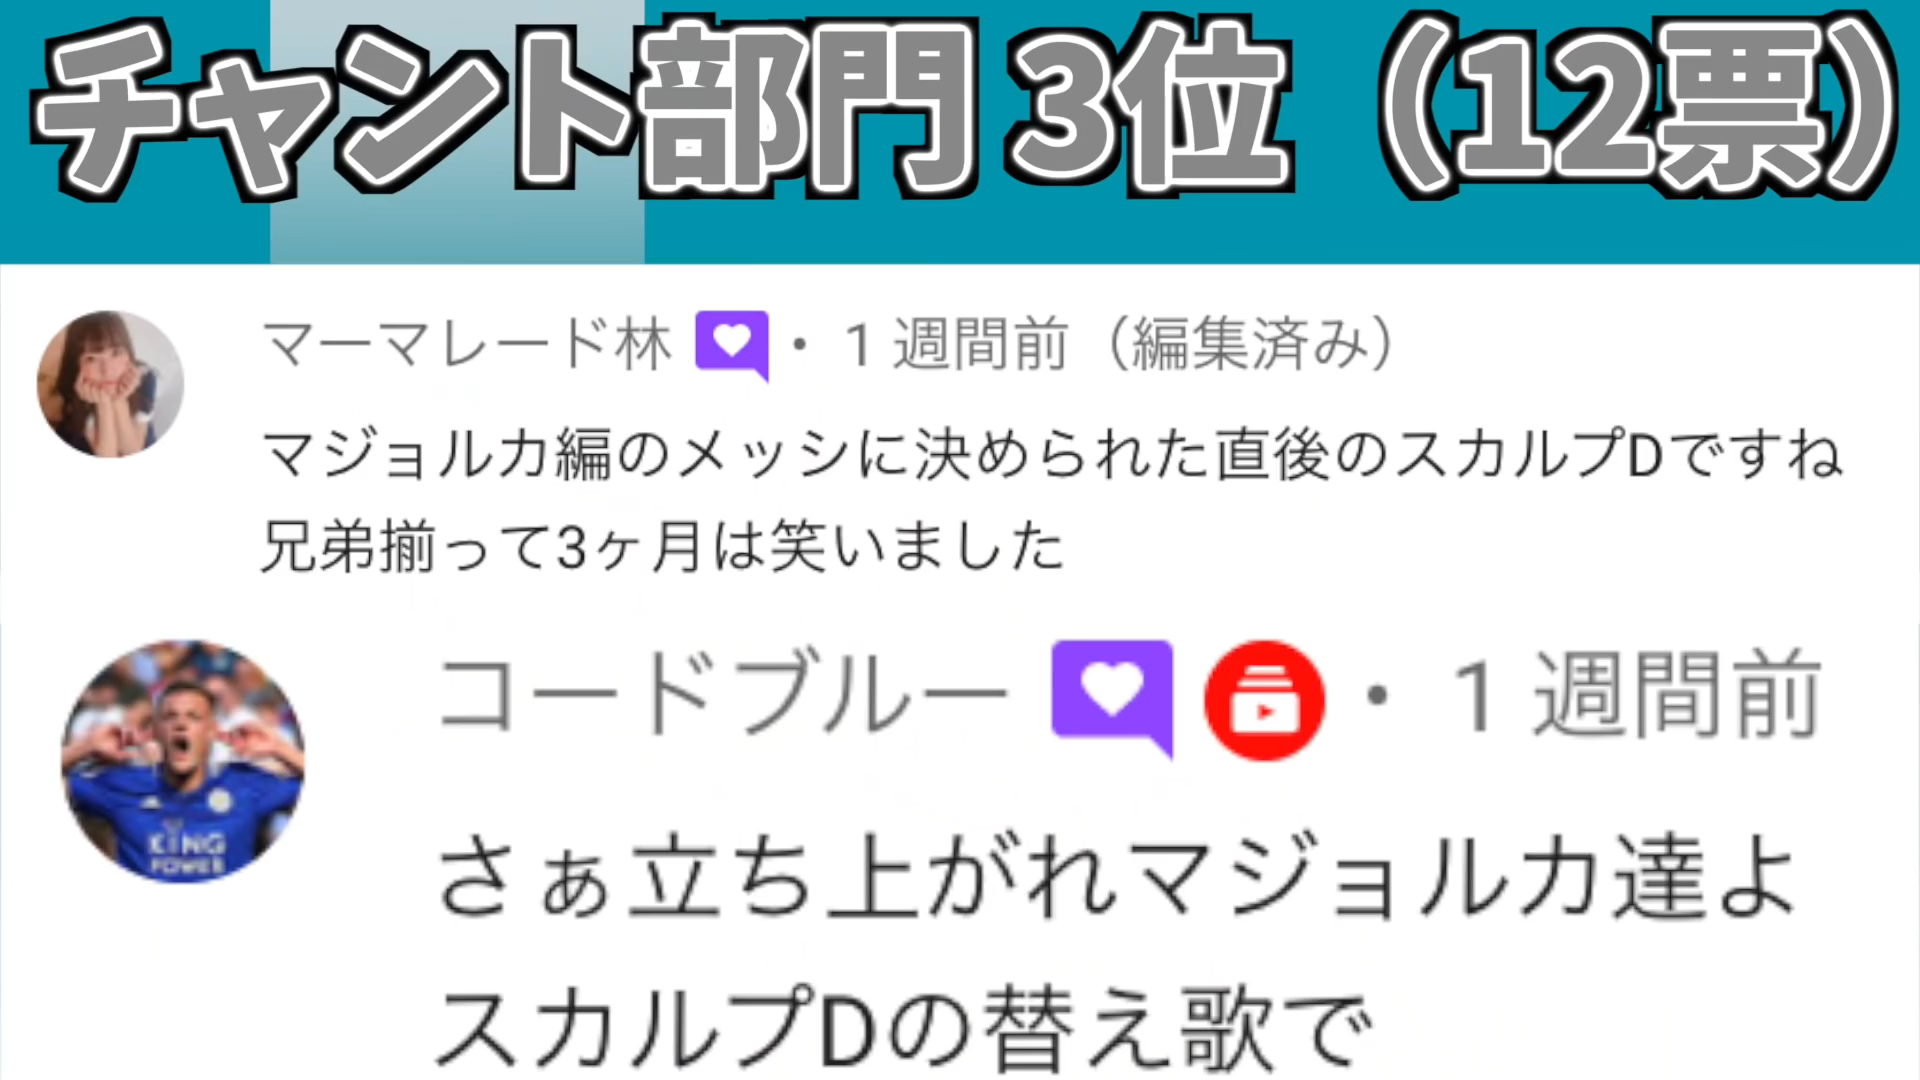 チャント部門 3位（12票）
マーマレード林 ・ 1 週間前（編集済み）
マジョルカ編のメッシに決められた直後のスカルプDですね
兄弟揃って3ヶ月は笑いました
コードブルー ・ 1 週間前
KING
POWER
さぁ立ち上がれマジョルカ達よ
スカルプDの替え歌で